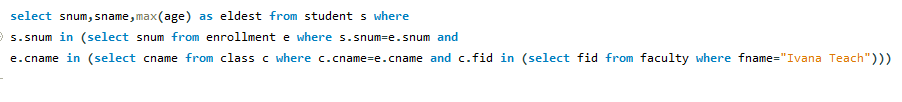 select snum,sname,max(age) as eldest from student s where
s.snum in (select snum from enrollment e where s.snum=e.snum and
e.cname in (select cname from class c where c.cname=e.cname and c.fid in (select fid from faculty where fname="Ivana Teach")))